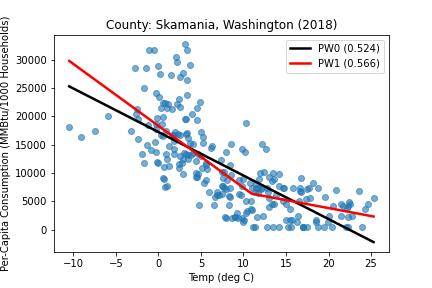 County: Skamania, Washington (2018)
Per-Capita Consumption (MMBtu/1000 Households)
30000
25000
20000
15000
10000
5000
0
PW0 (0.524)
PW1 (0.566)
−10 −5 0 5 10 15 20 25
Temp (deg C)